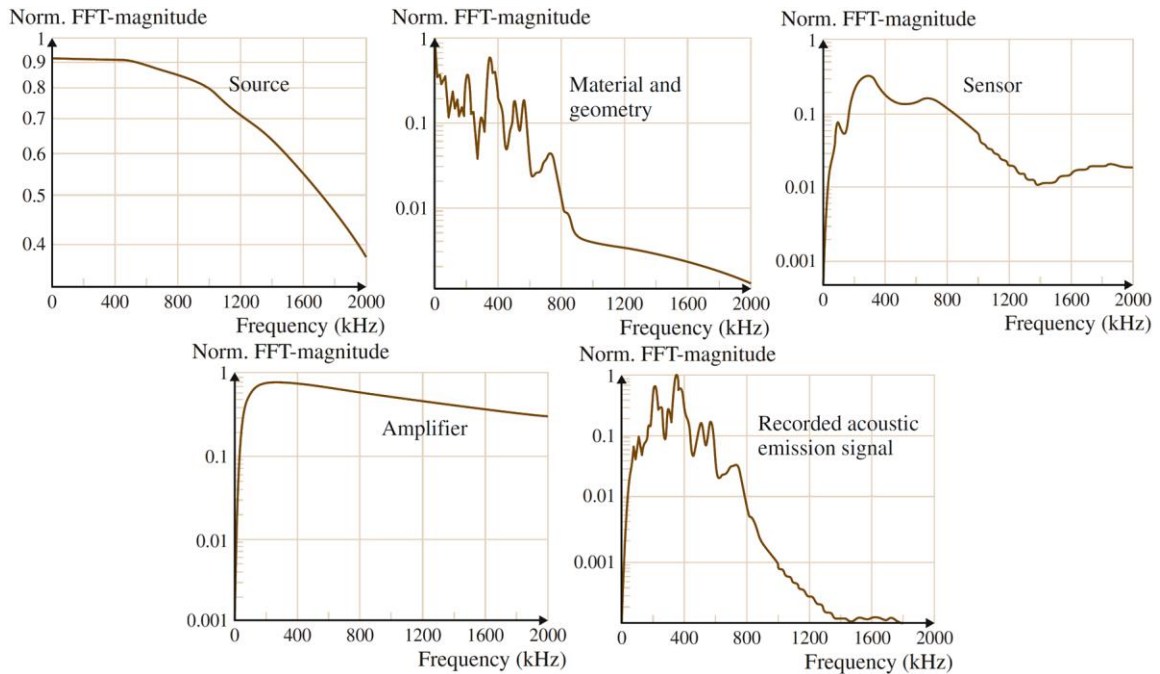 Norm. FFT-magnitude
1
0.9
0.8
0.7
0.6
0.5
0.4
Source
0 400 800 1200 1600 2000
Frequency (kHz)
Norm. FFT-magnitude
1
0.1
0.01
Material and
geometry
0 400 800 1200 1600 2000
Frequency (kHz)
Norm. FFT-magnitude
1
0.1
0.01
0.001
Sensor
0 400 800 1200 1600 2000
Frequency (kHz)
Norm. FFT-magnitude
1
0.1
0.01
0.001
Amplifier
0 400 800 1200 1600 2000
Frequency (kHz)
Norm. FFT-magnitude
1
0.1
0.01
0.001
Recorded acoustic
emission signal
0 400 800 1200 1600 2000
Frequency (kHz)